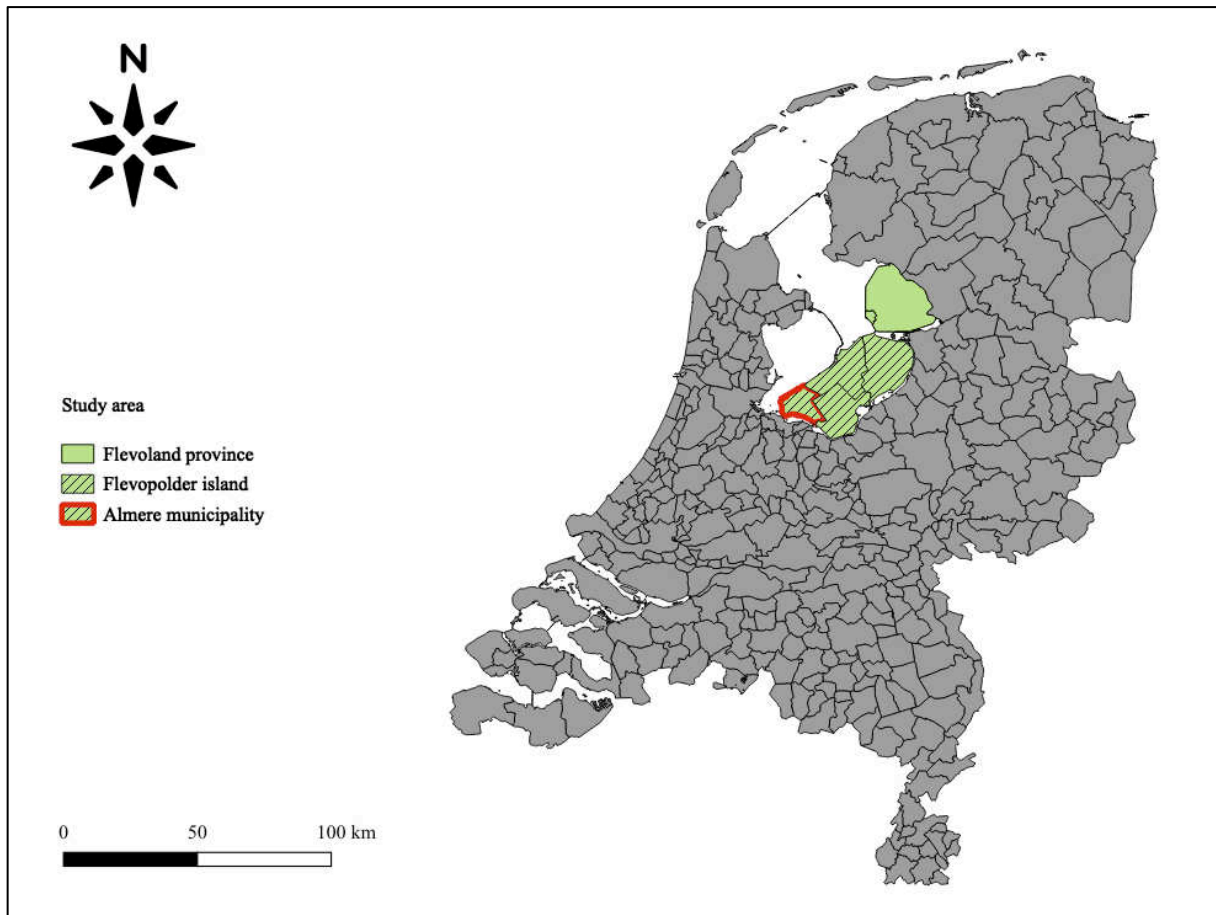 N
Study area
Flevoland province
Flevopolder island
Almere municipality
0 50 100 km